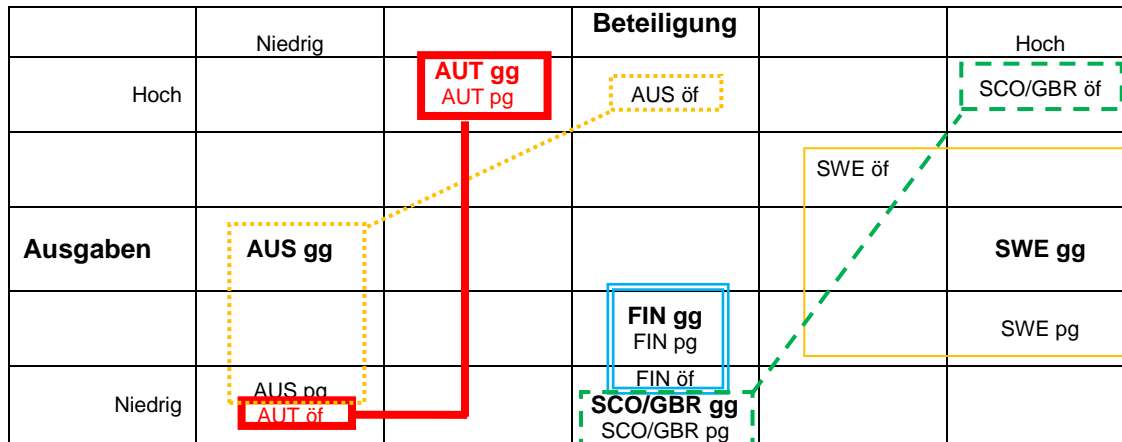 Beteiligung
Niedrig
Hoch
Hoch
AUT gg
AUT pg
AUS öf
SCO/GBR öf
SWE öf
Ausgaben
AUS gg
SWE gg
FIN gg
FIN pg
SWE pg
Niedrig
AUS pg
AUT öf
FIN öf
SCO/GBR gg
SCO/GBR pg